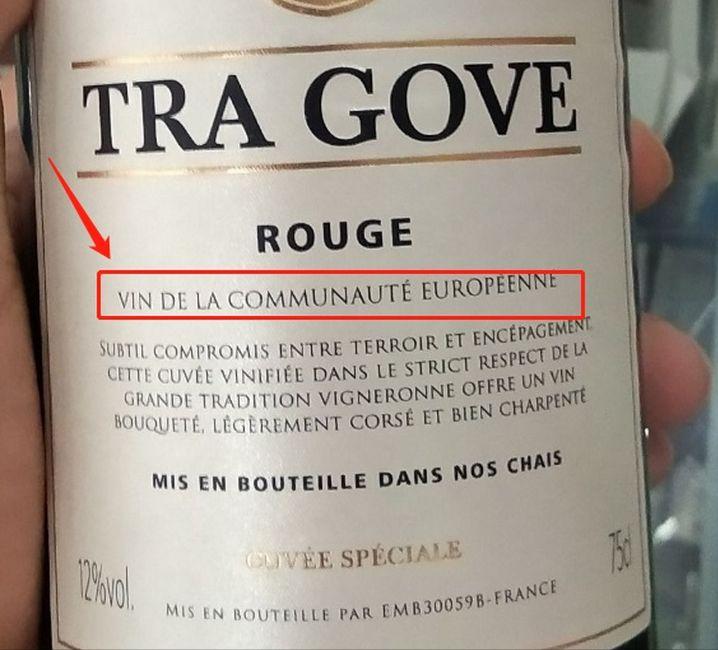 TRA GOVE
ROUGE
VIN DE LA COMMUNAUTÉ EUROPÉENNE
SUBTIL COMPROMIS ENTRE TERROIR ET ENCÉPAGEMENT,
CETTE CUVÉE VINIFIÉE DANS LE STRICT RESPECT DE LA
GRANDE TRADITION VIGNERONNE OFFRE UN VIN
BOUQUETÉ, LÉGÈREMENT CORSÉ ET BIEN CHARPENTÉ
MIS EN BOUTEILLE DANS NOS CHAIS
CUVÉE SPÉCIALE
12%vol.
75cl
MIS EN BOUTEILLE PAR EMB30059B-FRANCE